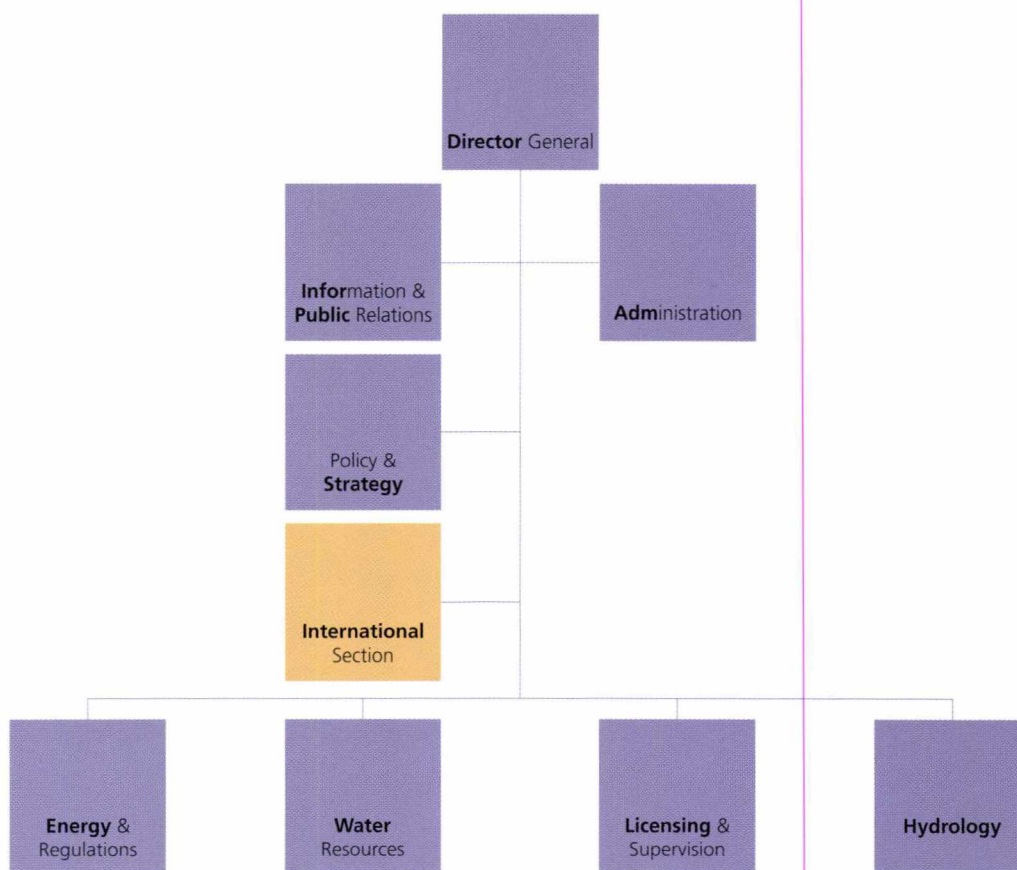 Director General
Information &
Public Relations
Administration
Policy &
Strategy
International
Section
Energy &
Regulations
Water
Resources
Licensing &
Supervision
Hydrology